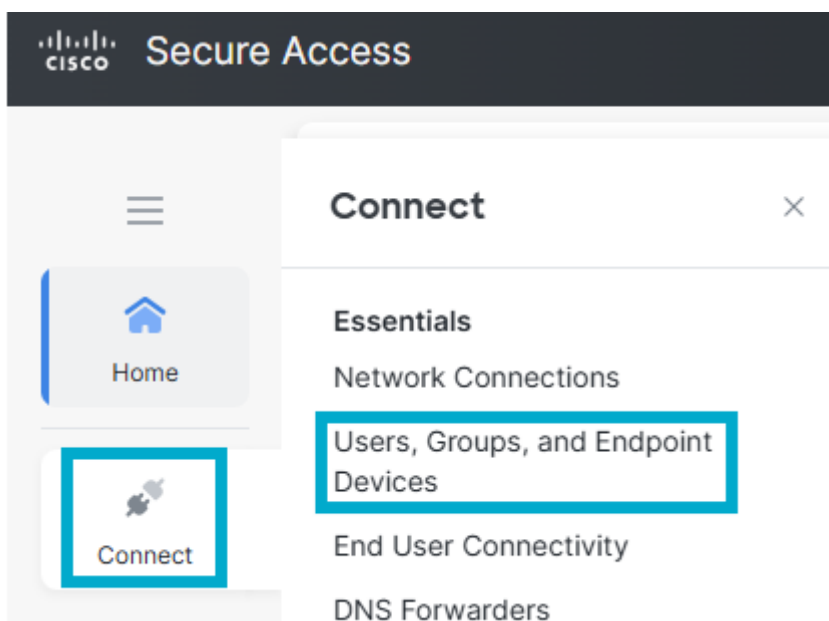 cisco Secure Access
Connect
Home
Essentials
Network Connections
Users, Groups, and Endpoint
Devices
Connect
End User Connectivity
DNS Forwarders